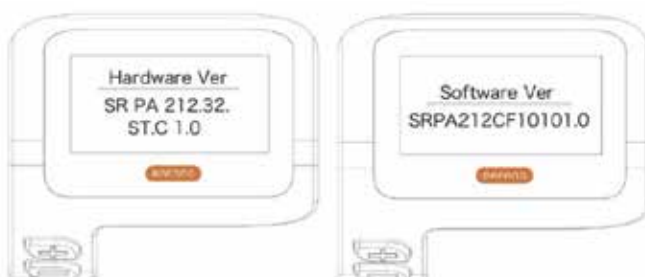 Hardware Ver
SR PA 212.32.
ST.C 1.0
Software Ver
SRPA212CF10101.0